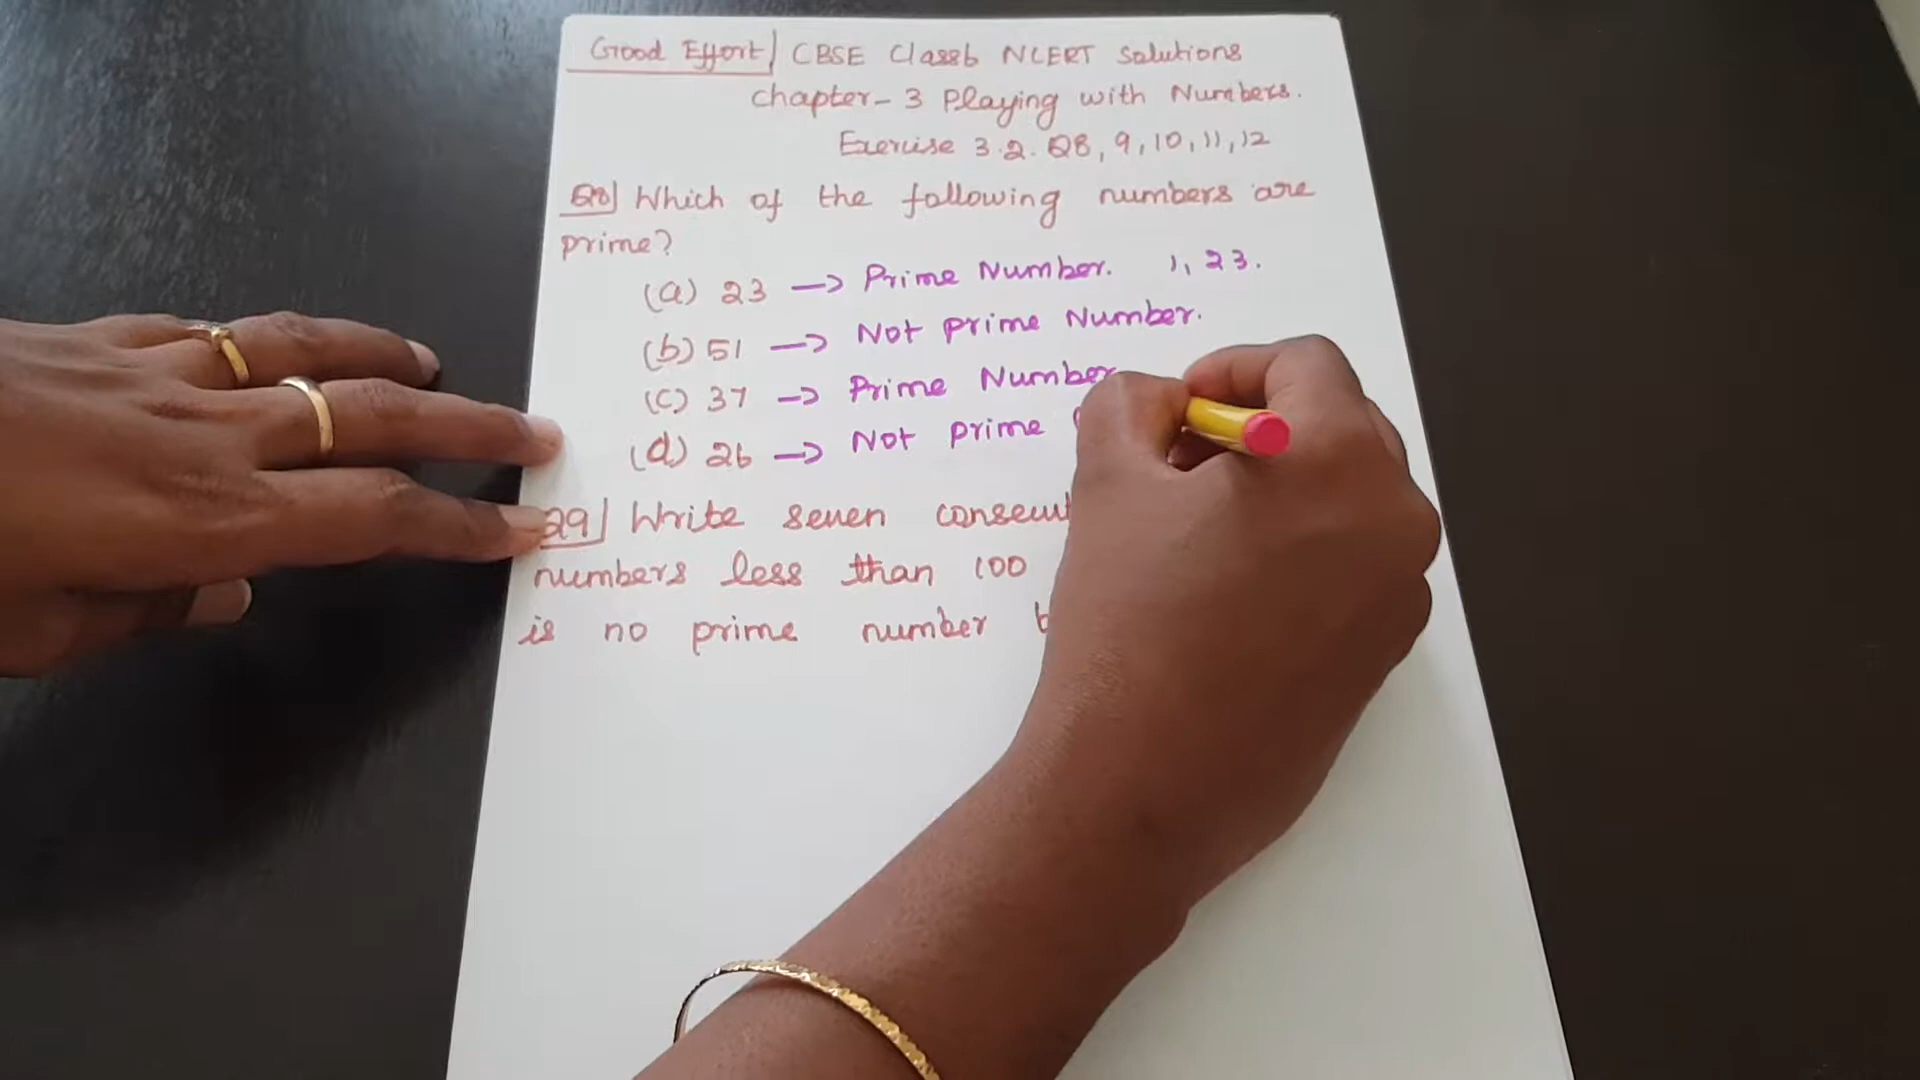 Good Effort | CBSE Class 6 NCERT Solutions
Chapter - 3 Playing with Numbers.
Exercise 3.2. Q8, 9, 10, 11, 12
Q8] Which of the following numbers are
prime?
(a) 23 → Prime Number. 1, 23.
(b) 51 → Not prime Number.
(c) 37 → Prime Number
(d) 26 → Not prime
Q9] Write seven
numbers less than 100
is no prime number